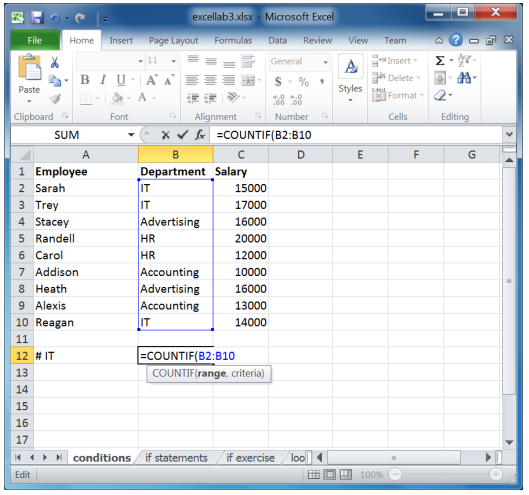 excellab3.xlsx - Microsoft Excel
File Home Insert Page Layout Formulas Data Review View Team
Paste
11
A A
B I U
A
General
$ - % ,
.0 .00 .00 .0
Styles
Insert
Delete
Format
Σ
Clipboard Font Alignment Number Cells Editing
SUM fx =COUNTIF(B2:B10
A B C D E F G
1 Employee Department Salary
2 Sarah IT 15000
3 Trey IT 17000
4 Stacey Advertising 16000
5 Randell HR 20000
6 Carol HR 12000
7 Addison Accounting 10000
8 Heath Advertising 16000
9 Alexis Accounting 13000
10 Reagan IT 14000
11
12 # IT =COUNTIF(B2:B10
13 COUNTIF(range, criteria)
14
15
16
17
conditions if statements if exercise loo
Edit 100%